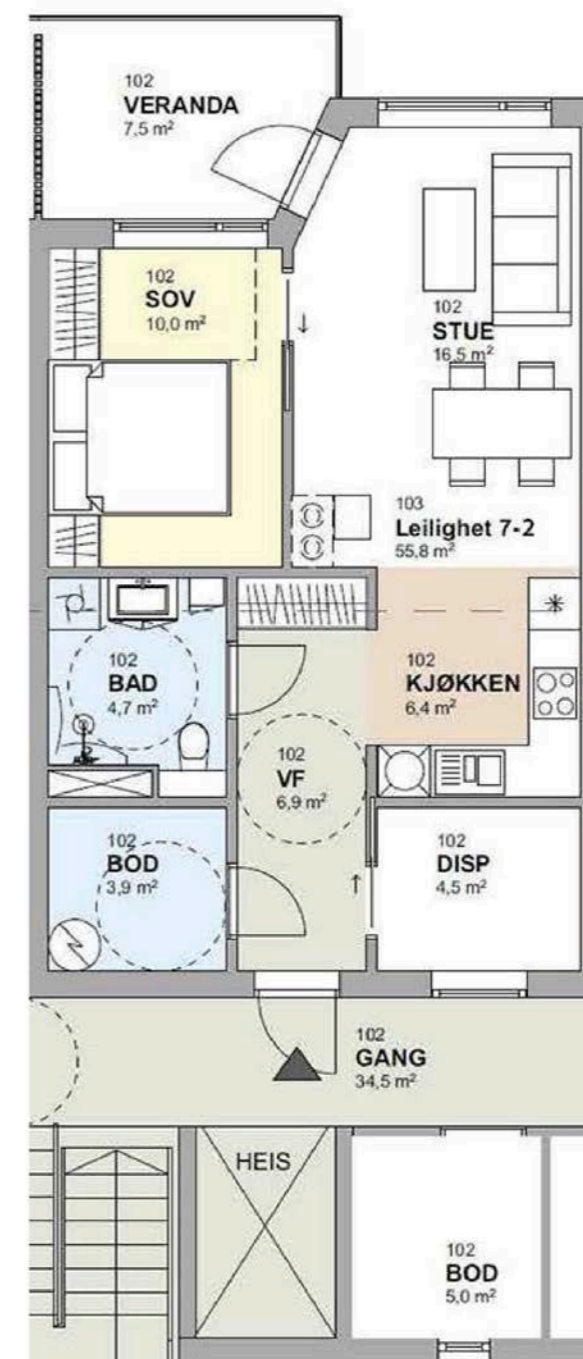 102
VERANDA
7,5 m²
102
SOV
10,0 m²
102
STUE
16,5 m²
103
Leilighet 7-2
55,8 m²
102
BAD
4,7 m²
102
KJØKKEN
6,4 m²
102
VF
6,9 m²
102
BOD
3,9 m²
102
DISP
4,5 m²
102
GANG
34,5 m²
HEIS
102
BOD
5,0 m²